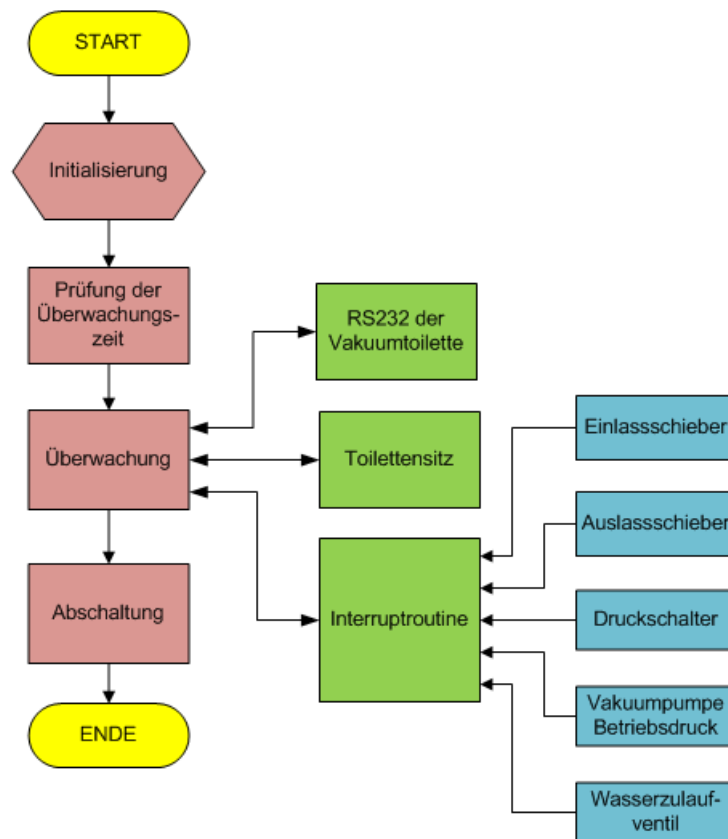 START
Initialisierung
Prüfung der
Überwachungs-
zeit
RS232 der
Vakuumtoilette
Überwachung
Toilettensitz
Einlassschieber
Auslassschieber
Abschaltung
Interruptroutine
Druckschalter
Vakuumpumpe
Betriebsdruck
ENDE
Wasserzulauf-
ventil